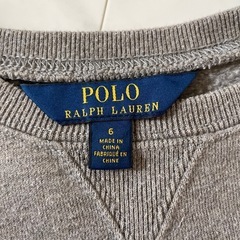 POLO
RALPH LAUREN
6
MADE IN
CHINA
FABRIQUÉ EN
CHINE